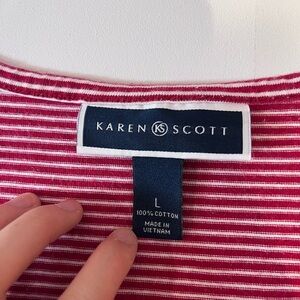 KAREN KS SCOTT
L
100% COTTON
MADE IN
VIETNAM